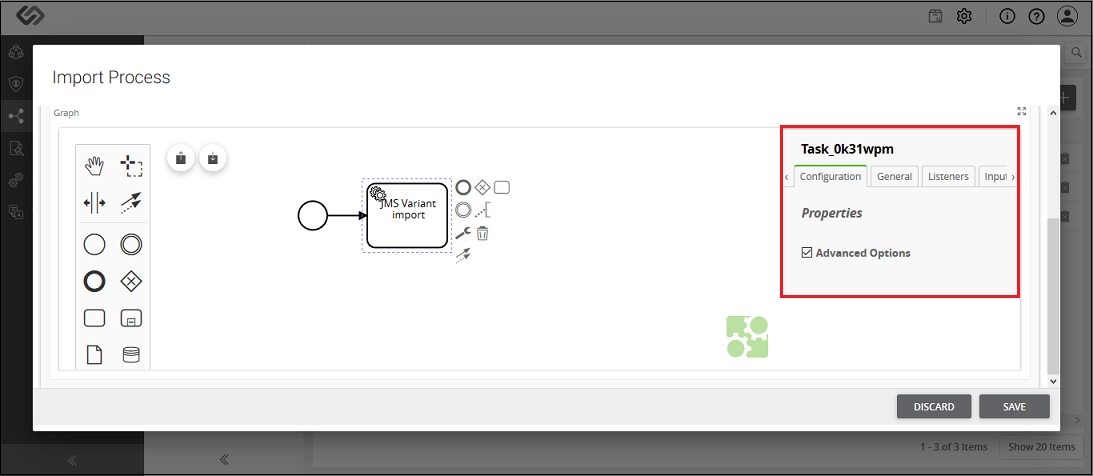 Import Process
Graph
Task_0k31wpm
Configuration
General
Listeners
Input
Properties
Advanced Options
JMS Variant
import
DISCARD
SAVE
1 - 3 of 3 Items
Show 20 Items